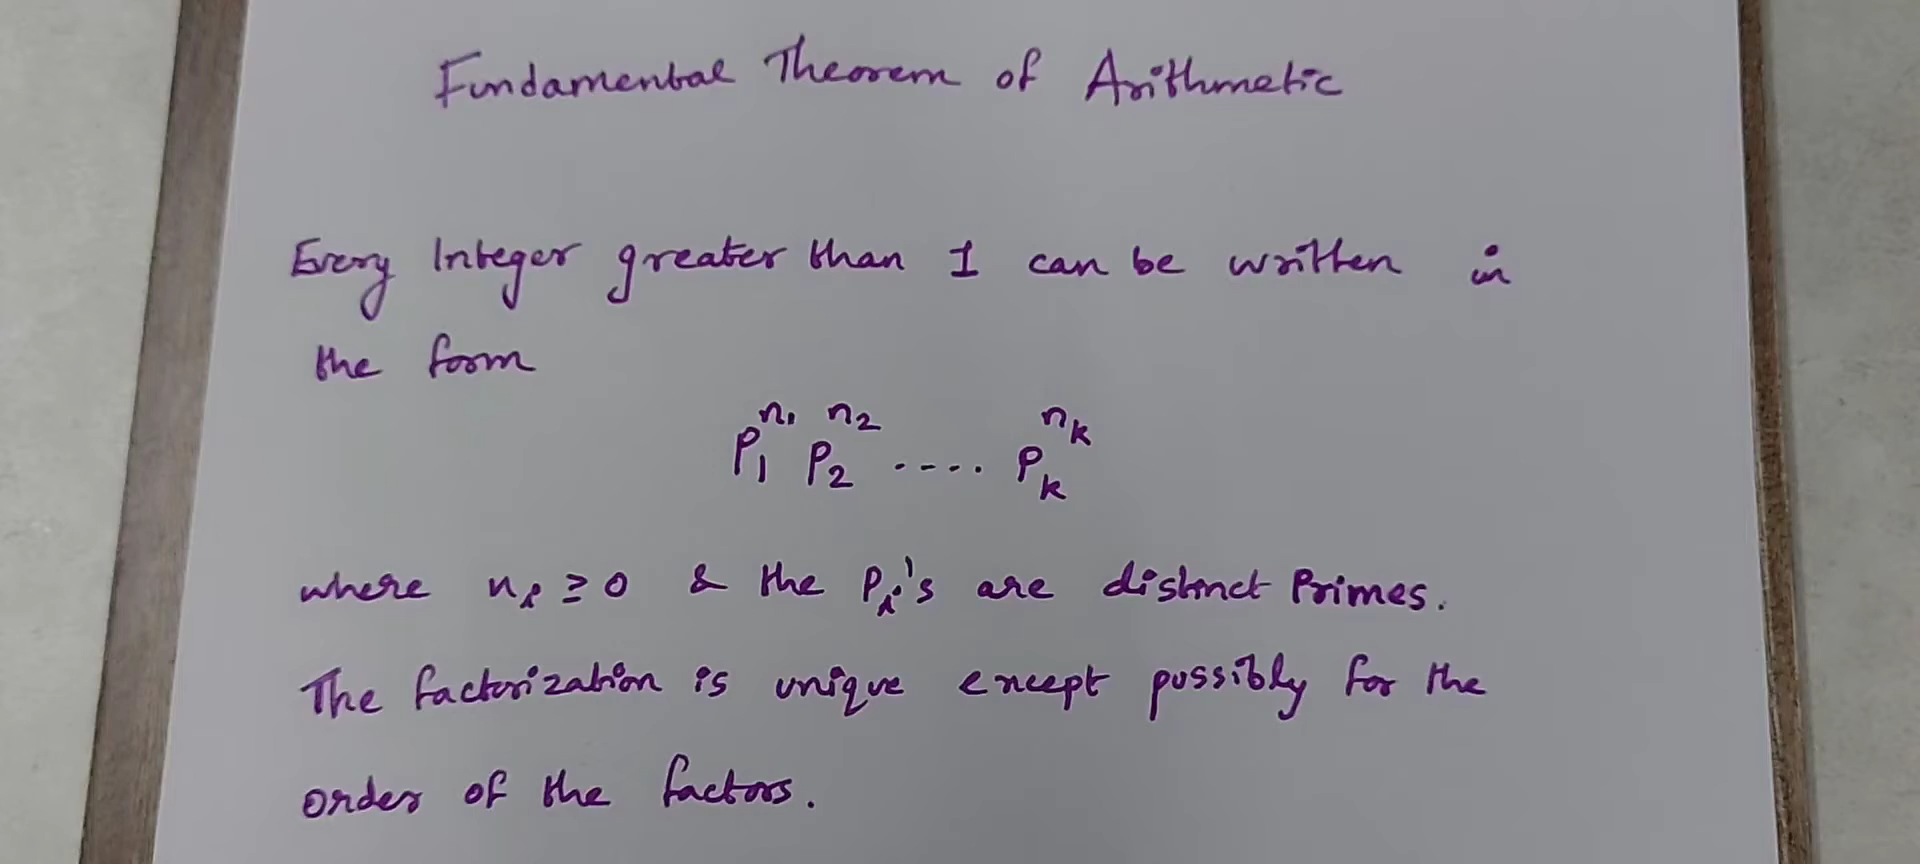 Fundamental Theorem of Arithmetic
Every Integer greater than 1 can be written in
the form
P₁^n₁ P₂^n₂ ..... P_k^n_k
where nᵢ ≥ 0 & the Pᵢ's are distinct Primes.
The factorization is unique except possibly for the
order of the factors.